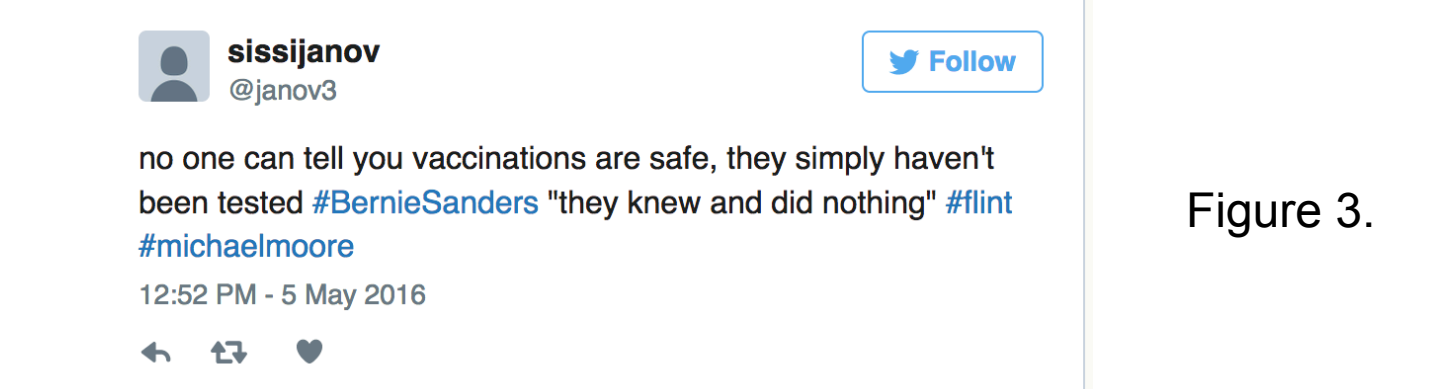 sissijanov
@janov3
Follow
no one can tell you vaccinations are safe, they simply haven't
been tested #BernieSanders "they knew and did nothing" #flint
#michaelmoore
12:52 PM - 5 May 2016
Figure 3.